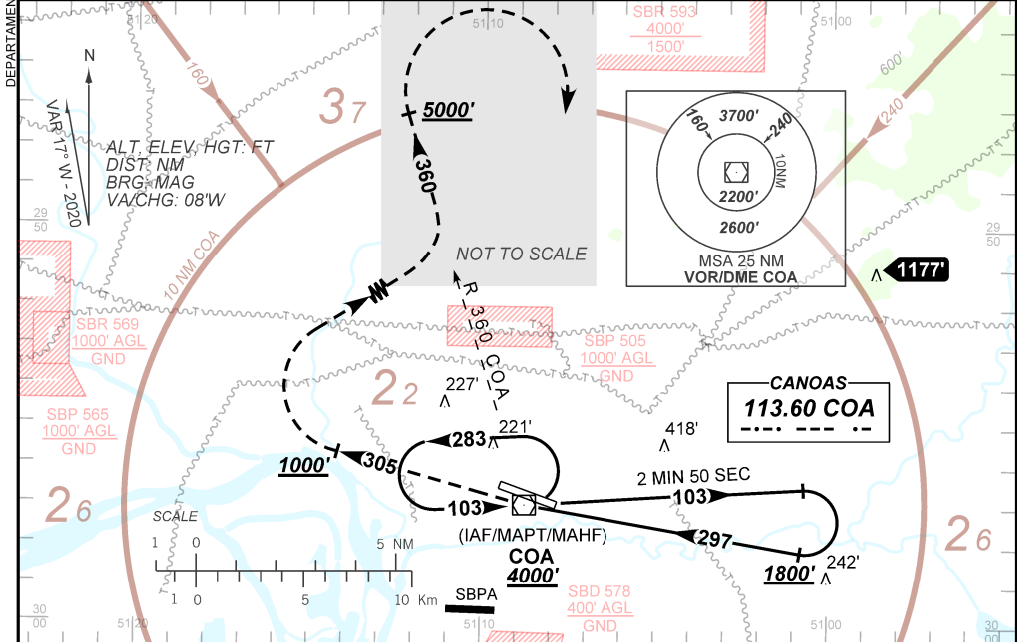 DEPARTAMEN
51 20
51 10
51 00
SBR 593
4000'
1500'
600'
160
240
37
5000'
360
N
VAR 17° W - 2020
ALT. ELEV. HGT: FT
DIST: NM
BRG: MAG
VA/CHG: 08'W
3700'
160
240
10NM
2200'
2600'
MSA 25 NM
VOR/DME COA
29
50
29
50
NOT TO SCALE
10 NM COA
1177'
R 360 COA
SBR 569
1000' AGL
GND
SBP 505
1000' AGL
GND
22
227'
CANOAS
113.60 COA
SBP 565
1000' AGL
GND
221'
283
418'
1000'
305
2 MIN 50 SEC
103
103
26
SCALE
(IAF/MAPT/MAHF)
COA
4000'
297
26
1 0 5 NM
1800'
242'
1 0 5 10 Km
SBPA
SBD 578
400' AGL
GND
30
00
30
00
51 20
51 10
51 00